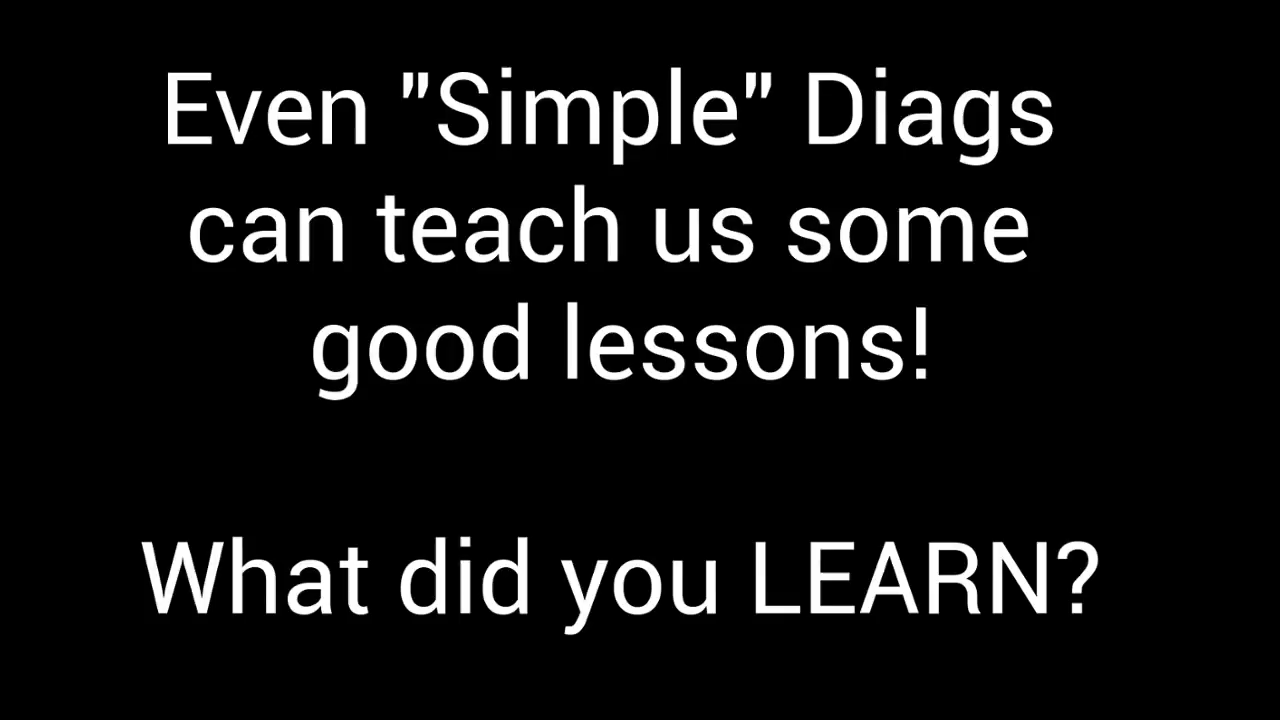 Even "Simple" Diags
can teach us some
good lessons!
What did you LEARN?